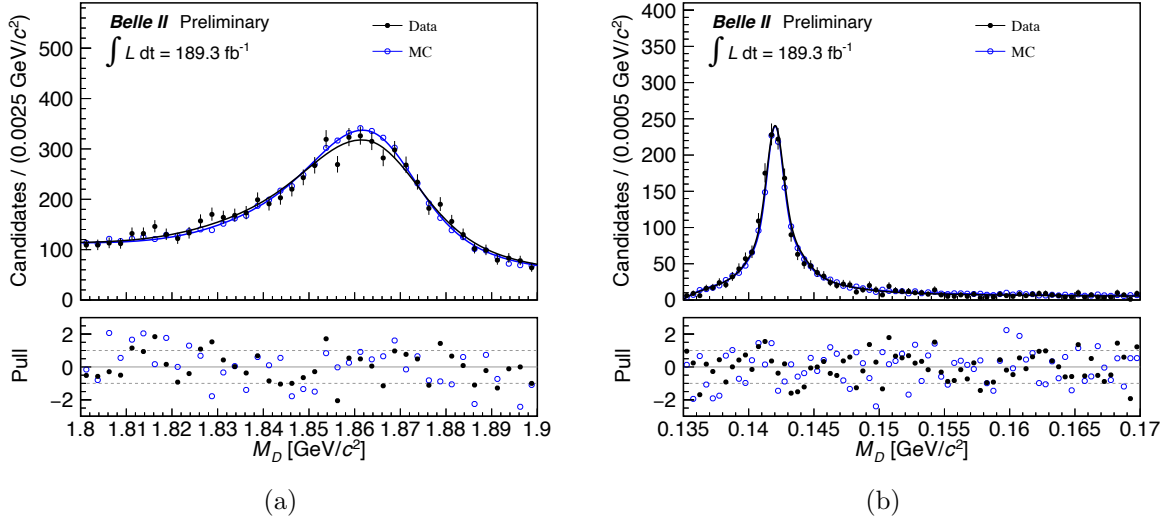 Belle II Preliminary
∫ L dt = 189.3 fb⁻¹
Data
MC
Candidates / (0.0025 GeV/c²)
500
400
300
200
100
0
Pull
2
0
−2
1.8 1.81 1.82 1.83 1.84 1.85 1.86 1.87 1.88 1.89 1.9
M_D [GeV/c²]
(a)
Belle II Preliminary
∫ L dt = 189.3 fb⁻¹
Data
MC
Candidates / (0.0005 GeV/c²)
400
350
300
250
200
150
100
50
0
Pull
2
0
−2
0.135 0.14 0.145 0.15 0.155 0.16 0.165 0.17
M_D [GeV/c²]
(b)